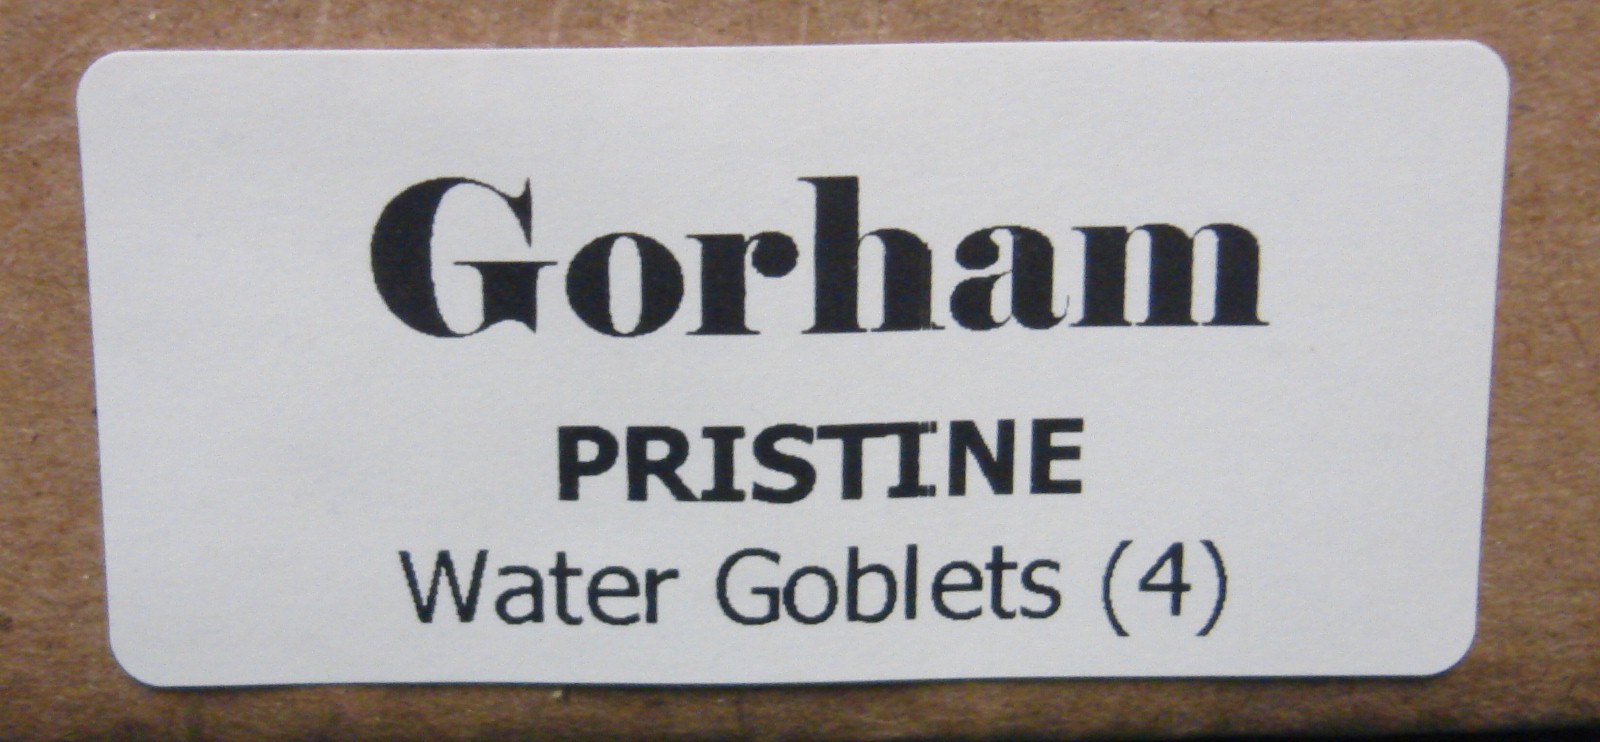 Gorham
PRISTINE
Water Goblets (4)